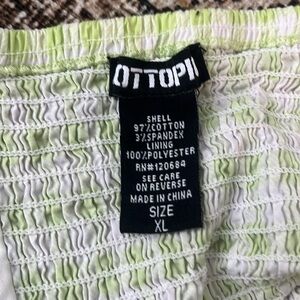 OTTOPII
SHELL
97%COTTON
3%SPANDEX
LINING
100%POLYESTER
RN#120684
SEE CARE
ON REVERSE
MADE IN CHINA
SIZE
XL